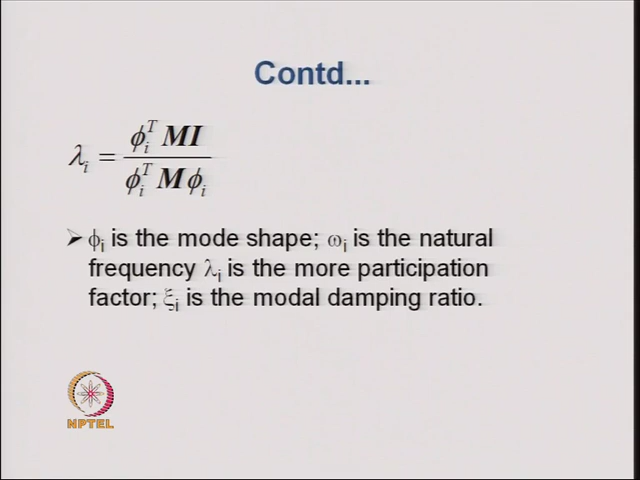 Contd...
λᵢ = ϕᵢᵀ MI / ϕᵢᵀ M ϕᵢ
➢ ϕᵢ is the mode shape; ωᵢ is the natural
frequency λᵢ is the more participation
factor; ξᵢ is the modal damping ratio.
NPTEL